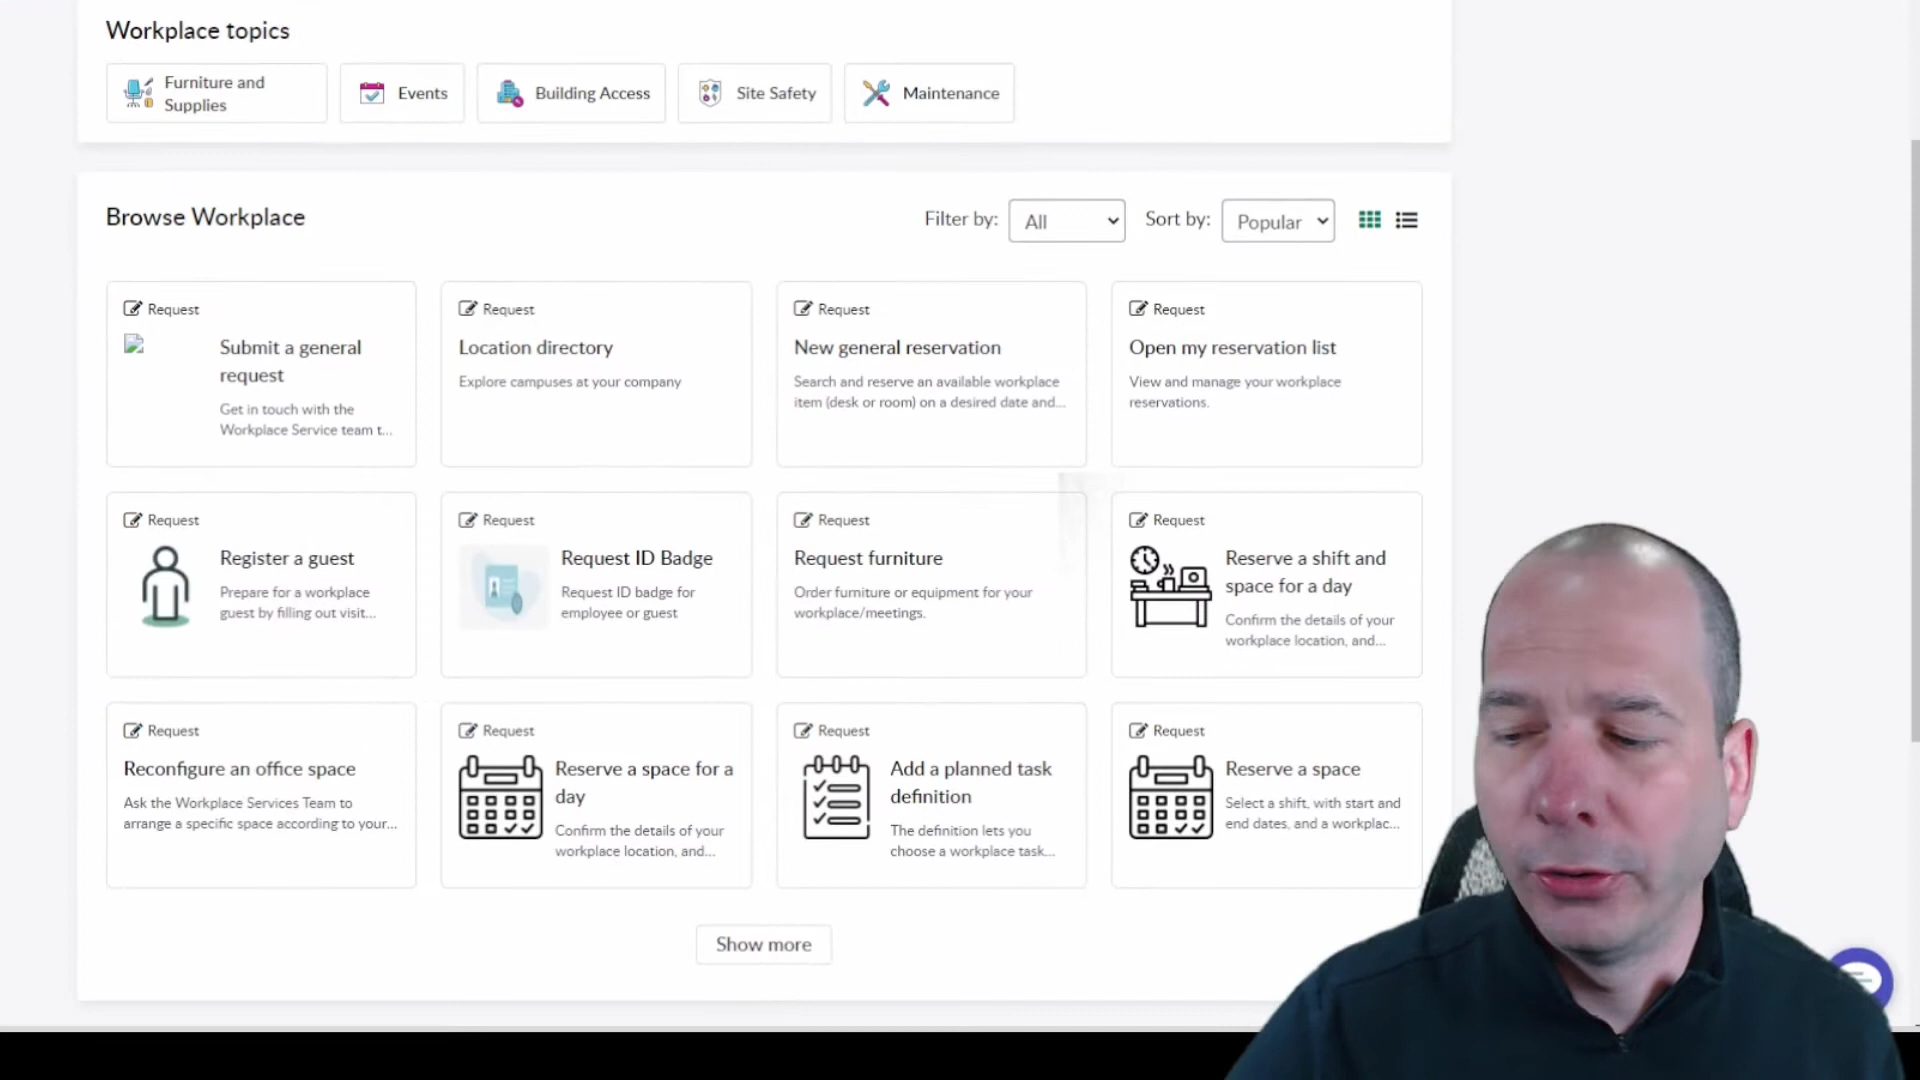 Workplace topics
Furniture and
Supplies
Events
Building Access
Site Safety
Maintenance
Browse Workplace
Filter by:
All
Sort by:
Popular
Request
Submit a general
request
Get in touch with the
Workplace Service team t...
Request
Location directory
Explore campuses at your company
Request
New general reservation
Search and reserve an available workplace
item (desk or room) on a desired date and...
Request
Open my reservation list
View and manage your workplace
reservations.
Request
Register a guest
Prepare for a workplace
guest by filling out visit...
Request
Request ID Badge
Request ID badge for
employee or guest
Request
Request furniture
Order furniture or equipment for your
workplace/meetings.
Request
Reserve a shift and
space for a day
Confirm the details of your
workplace location, and...
Request
Reconfigure an office space
Ask the Workplace Services Team to
arrange a specific space according to your...
Request
Reserve a space for a
day
Confirm the details of your
workplace location, and...
Request
Add a planned task
definition
The definition lets you
choose a workplace task...
Request
Reserve a space
Select a shift, with start and
end dates, and a workplac...
Show more